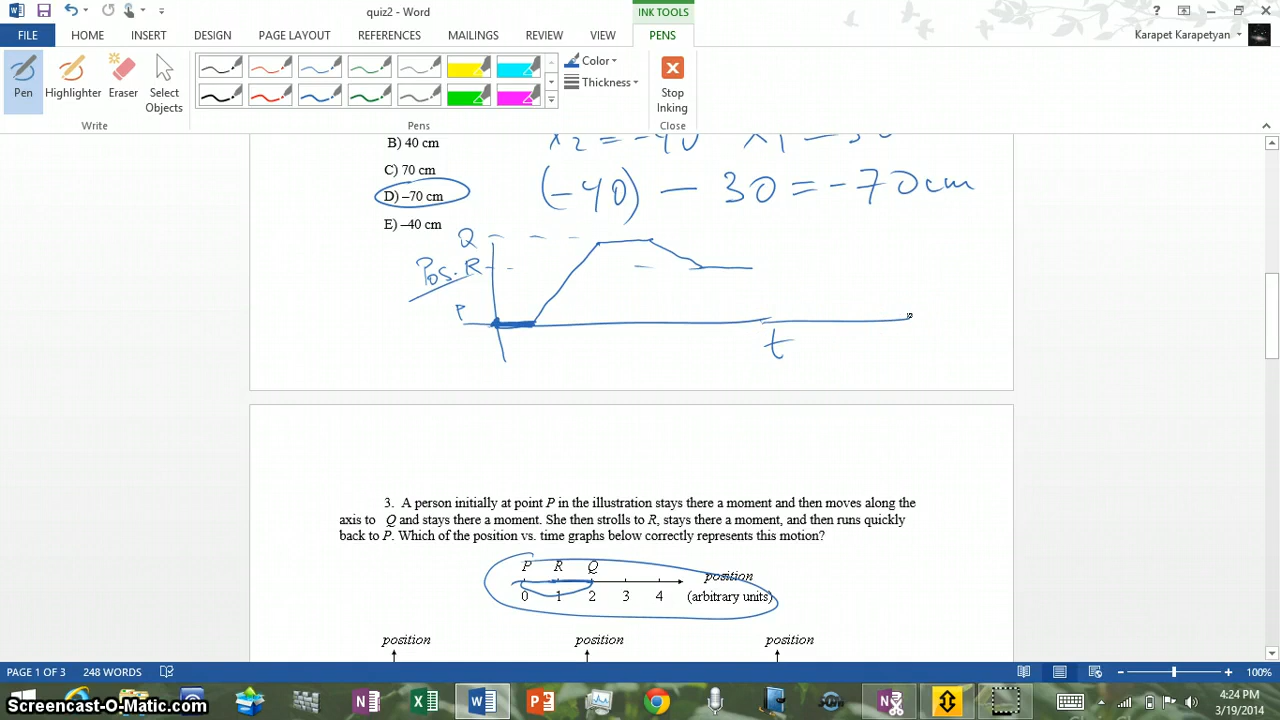 quiz2 - Word
INK TOOLS
FILE HOME INSERT DESIGN PAGE LAYOUT REFERENCES MAILINGS REVIEW VIEW PENS
Karapet Karapetyan
Pen Highlighter Eraser Select Objects
Color
Thickness
Stop Inking
Write Pens Close
B) 40 cm
x2 = -40 x1 = 30
C) 70 cm
D) –70 cm
(-40) - 30 = -70cm
E) –40 cm
Q
Pos. R
P
t
3. A person initially at point P in the illustration stays there a moment and then moves along the
axis to Q and stays there a moment. She then strolls to R, stays there a moment, and then runs quickly
back to P. Which of the position vs. time graphs below correctly represents this motion?
P R Q
position
0 1 2 3 4 (arbitrary units)
position position position
PAGE 1 OF 3 248 WORDS 100%
Screencast-O-Matic.com
4:24 PM
3/19/2014